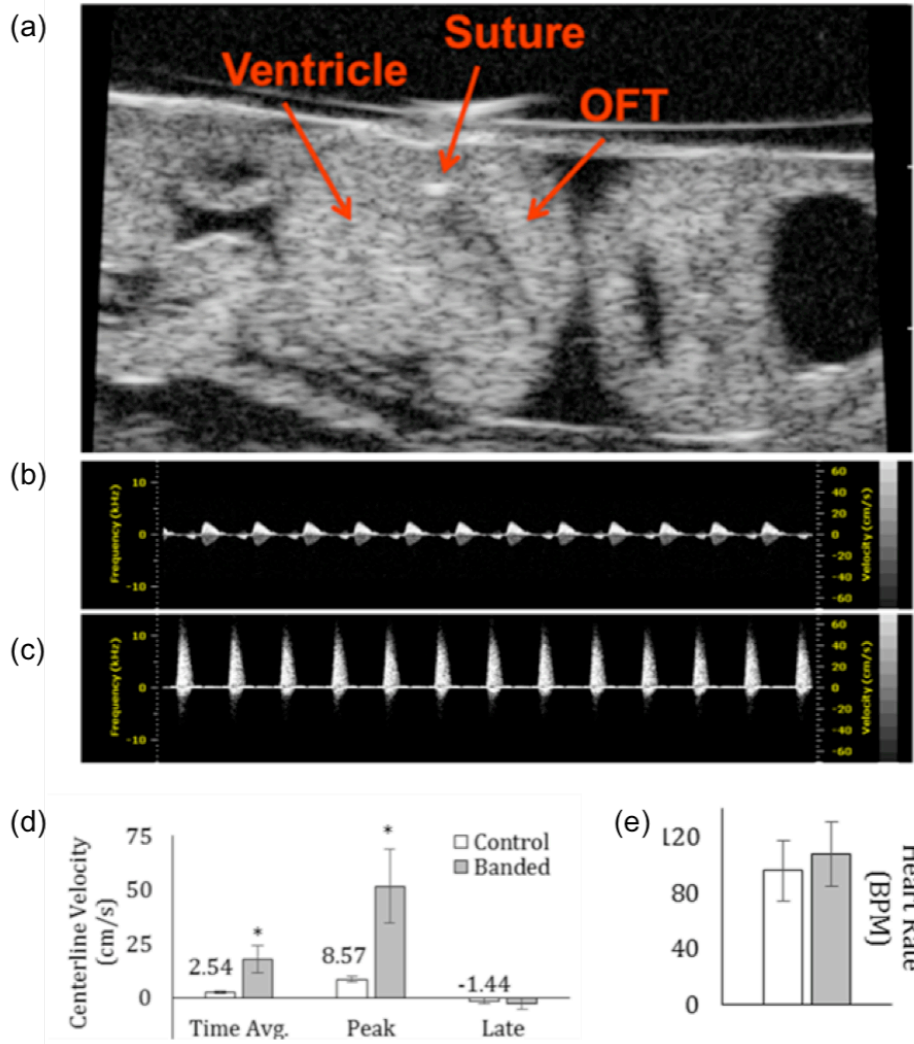 (a)
Suture
Ventricle
OFT
(b)
Frequency (kHz)
10
0
-10
60
40
20
0
-20
-40
-60
Velocity (cm/s)
(c)
Frequency (kHz)
10
0
-10
60
40
20
0
-20
-40
-60
Velocity (cm/s)
(d)
Centerline Velocity
(cm/s)
75
50
25
0
2.54
*
8.57
*
-1.44
Control
Banded
Time Avg.
Peak
Late
(e)
120
80
40
0
Heart Rate
(BPM)